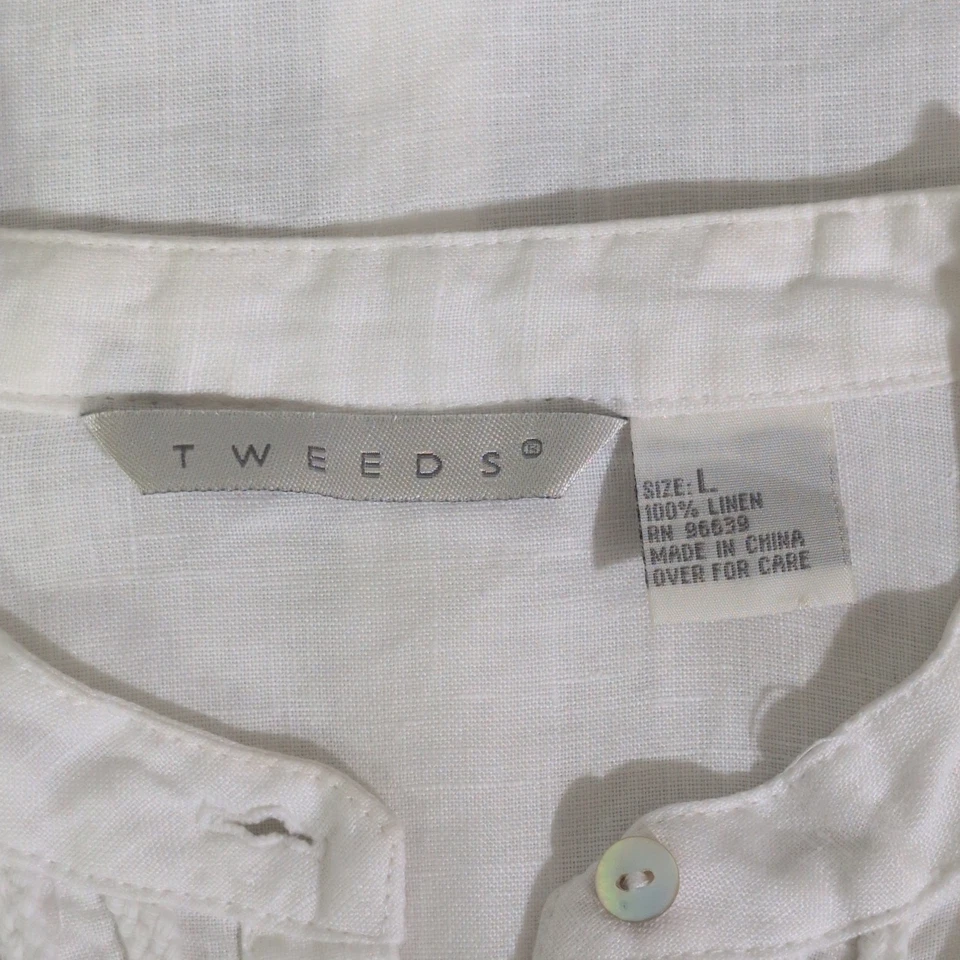 TWEEDS®
SIZE: L
100% LINEN
RN 96639
MADE IN CHINA
OVER FOR CARE